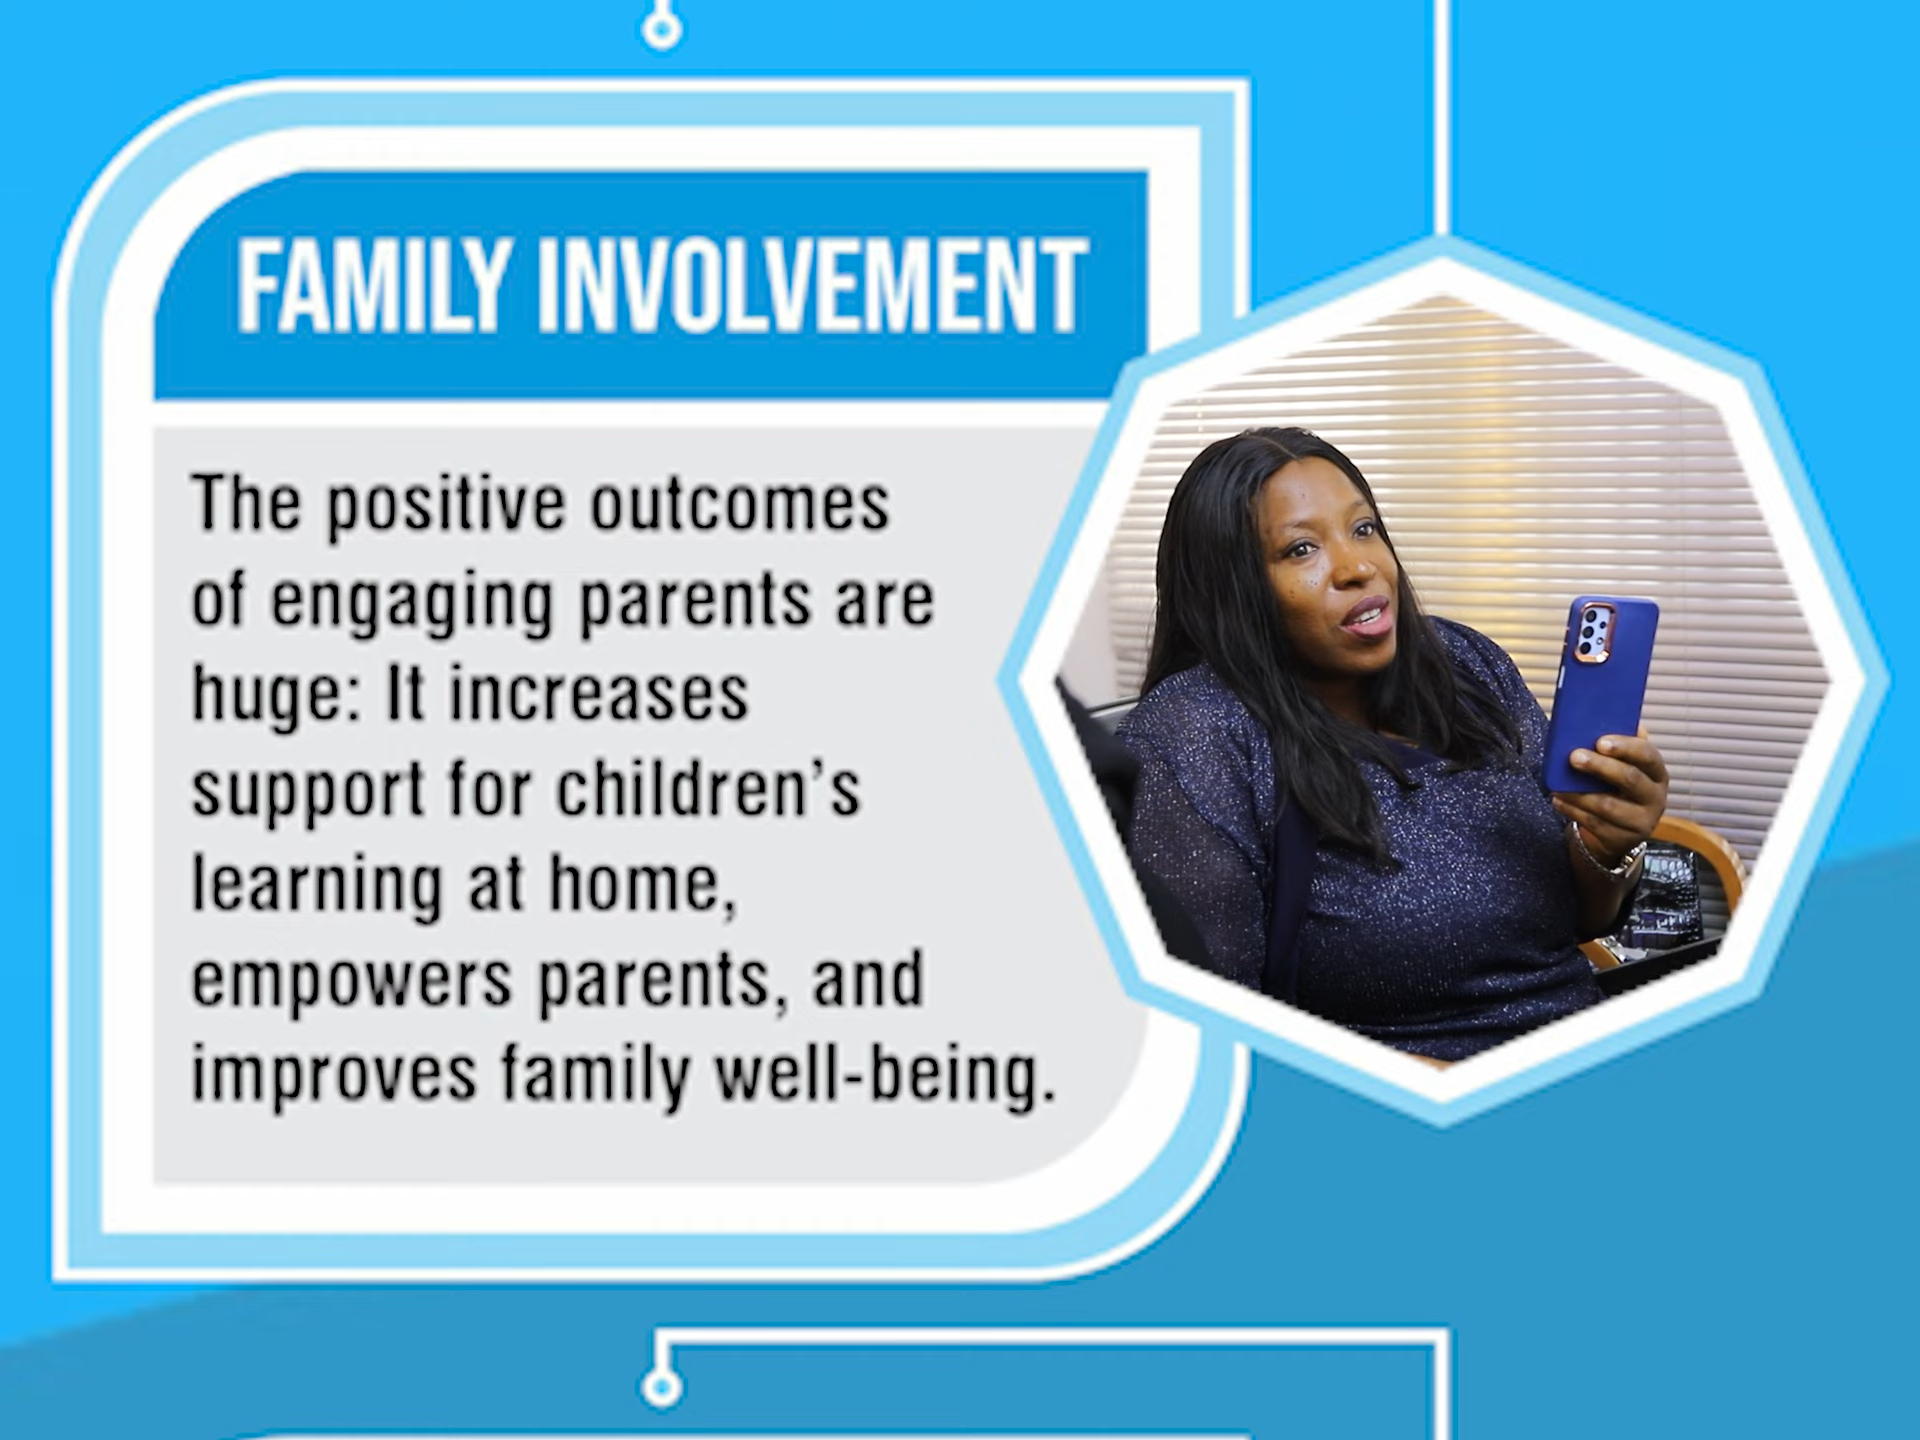 FAMILY INVOLVEMENT
The positive outcomes
of engaging parents are
huge: It increases
support for children’s
learning at home,
empowers parents, and
improves family well-being.